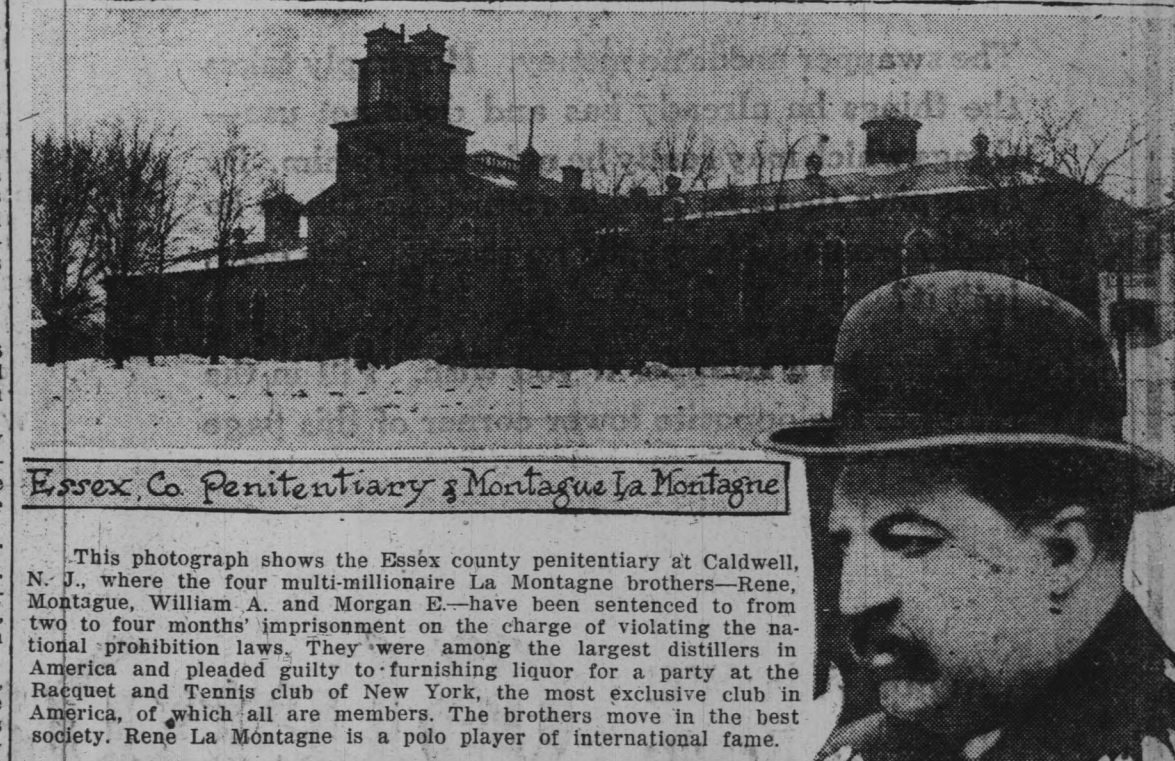 Essex Co. Penitentiary & Montague La Montagne
This photograph shows the Essex county penitentiary at Caldwell,
N. J., where the four multi-millionaire La Montagne brothers—Rene,
Montague, William A. and Morgan E.—have been sentenced to from
two to four months' imprisonment on the charge of violating the na-
tional prohibition laws. They were among the largest distillers in
America and pleaded guilty to furnishing liquor for a party at the
Racquet and Tennis club of New York, the most exclusive club in
America, of which all are members. The brothers move in the best
society. Rene La Montagne is a polo player of international fame.